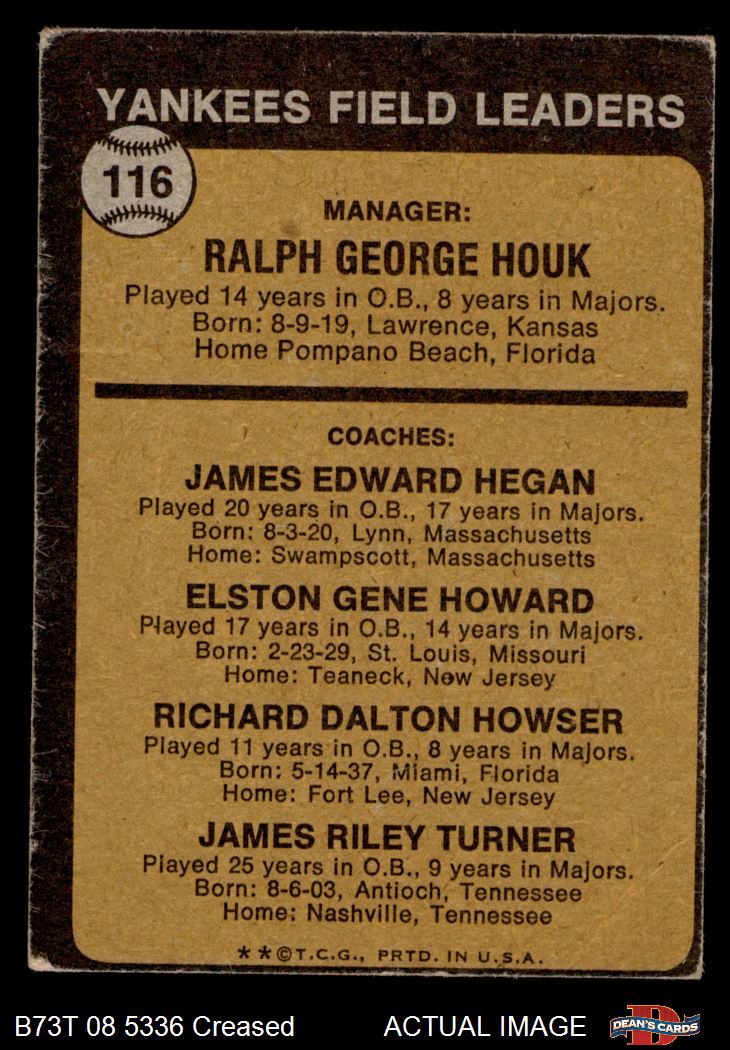 YANKEES FIELD LEADERS
116
MANAGER:
RALPH GEORGE HOUK
Played 14 years in O.B., 8 years in Majors.
Born: 8-9-19, Lawrence, Kansas
Home Pompano Beach, Florida
COACHES:
JAMES EDWARD HEGAN
Played 20 years in O.B., 17 years in Majors.
Born: 8-3-20, Lynn, Massachusetts
Home: Swampscott, Massachusetts
ELSTON GENE HOWARD
Played 17 years in O.B., 14 years in Majors.
Born: 2-23-29, St. Louis, Missouri
Home: Teaneck, New Jersey
RICHARD DALTON HOWSER
Played 11 years in O.B., 8 years in Majors.
Born: 5-14-37, Miami, Florida
Home: Fort Lee, New Jersey
JAMES RILEY TURNER
Played 25 years in O.B., 9 years in Majors.
Born: 8-6-03, Antioch, Tennessee
Home: Nashville, Tennessee
**©T.C.G., PRTD. IN U.S.A.
B73T 08 5336 Creased ACTUAL IMAGE
D
DEAN'S CARDS